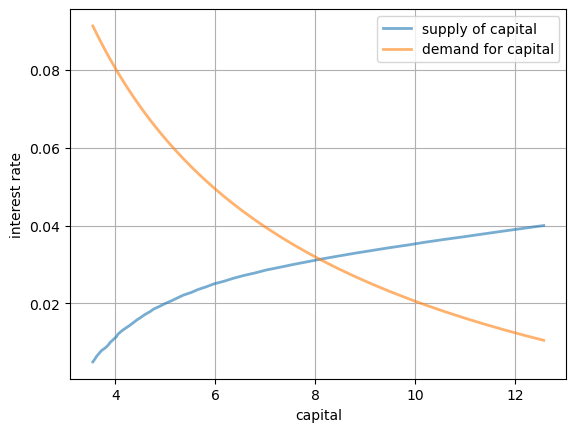 supply of capital
demand for capital
0.08
0.06
0.04
0.02
4 6 8 10 12
interest rate
capital